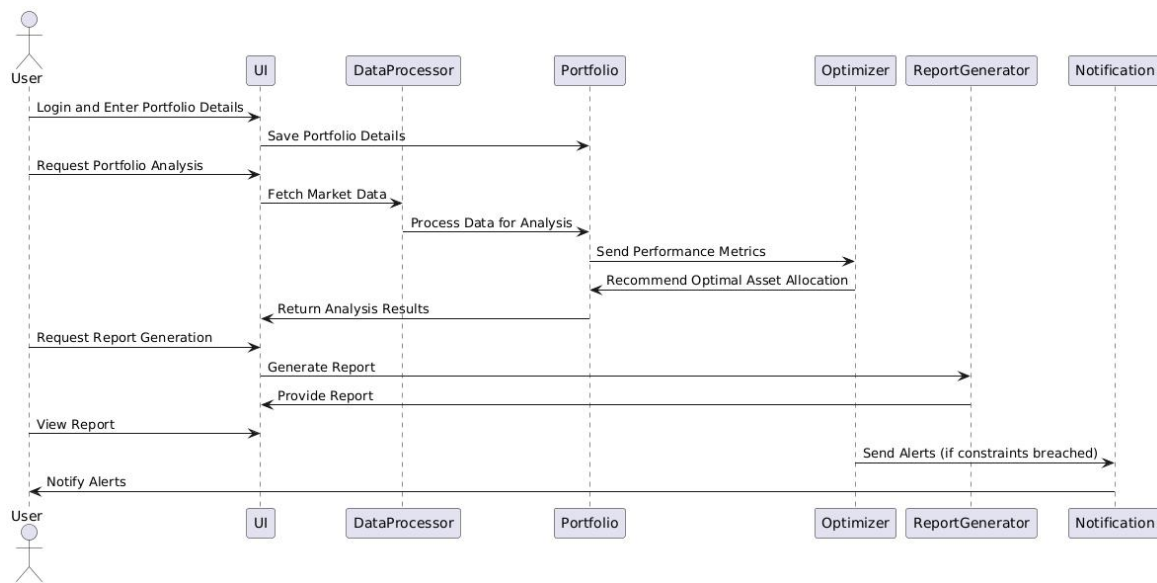 User
UI
DataProcessor
Portfolio
Optimizer
ReportGenerator
Notification
Login and Enter Portfolio Details
Save Portfolio Details
Request Portfolio Analysis
Fetch Market Data
Process Data for Analysis
Send Performance Metrics
Recommend Optimal Asset Allocation
Return Analysis Results
Request Report Generation
Generate Report
Provide Report
View Report
Send Alerts (if constraints breached)
Notify Alerts
User
UI
DataProcessor
Portfolio
Optimizer
ReportGenerator
Notification